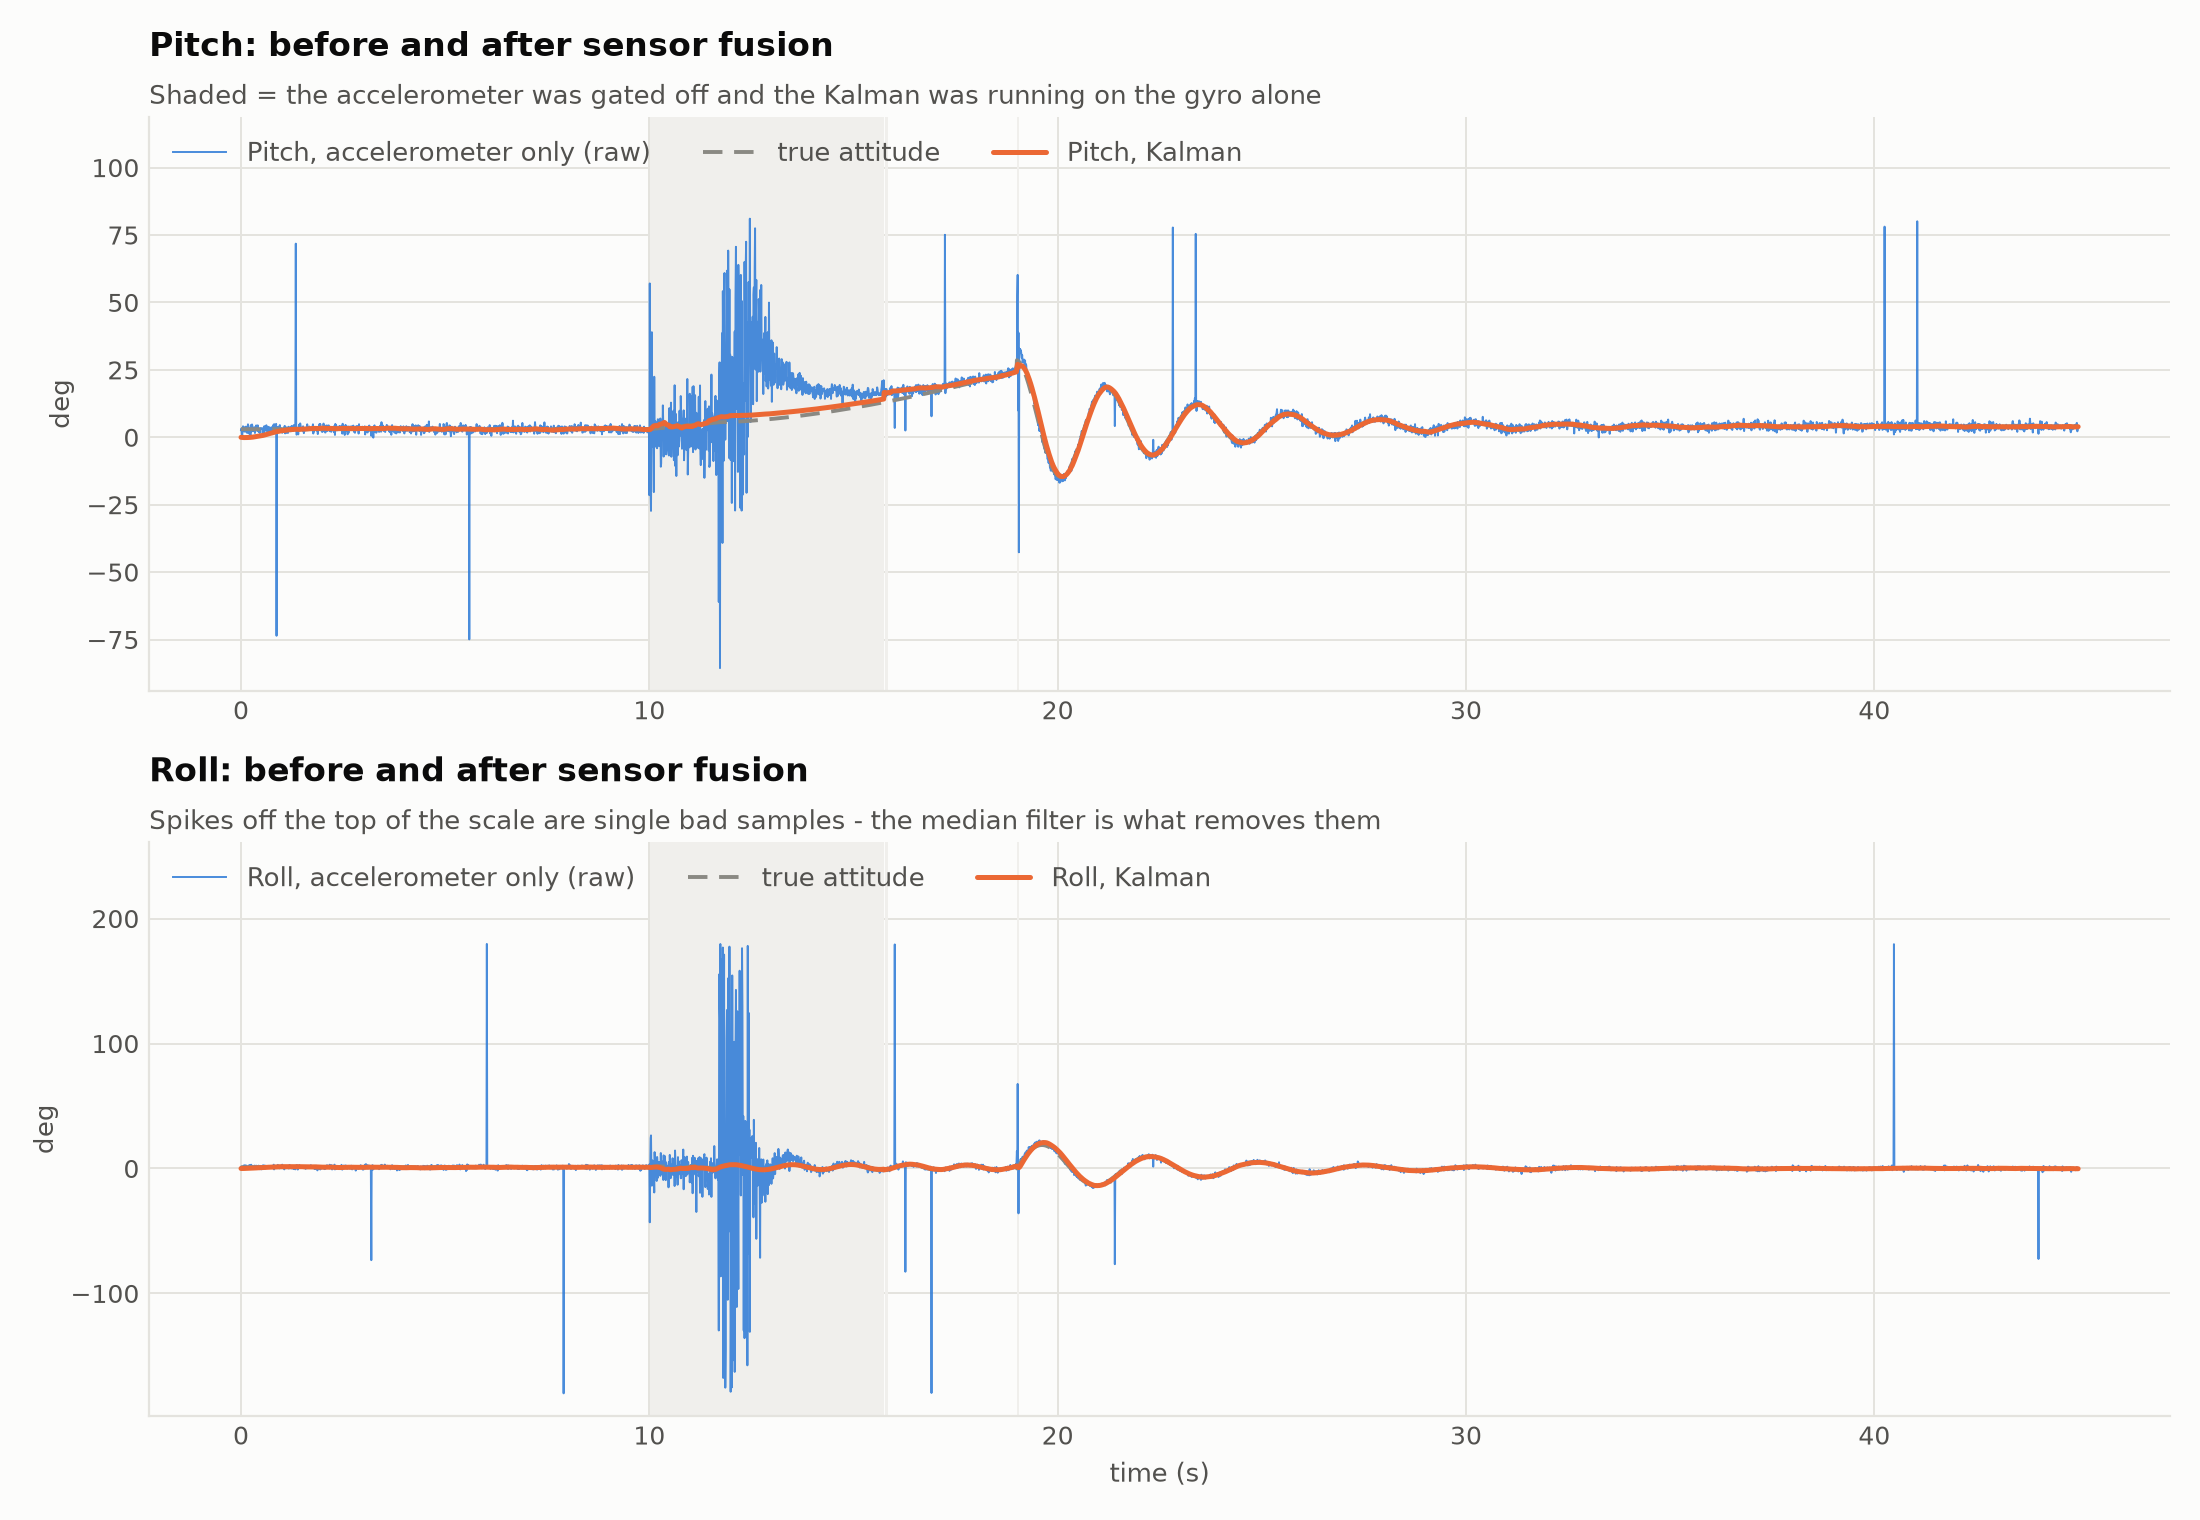 Pitch: before and after sensor fusion
Shaded = the accelerometer was gated off and the Kalman was running on the gyro alone
Pitch, accelerometer only (raw) true attitude Pitch, Kalman
100
75
50
25
0
−25
−50
−75
deg
0 10 20 30 40
Roll: before and after sensor fusion
Spikes off the top of the scale are single bad samples - the median filter is what removes them
Roll, accelerometer only (raw) true attitude Roll, Kalman
200
100
0
−100
deg
0 10 20 30 40
time (s)